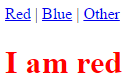 Red | Blue | Other
I am red